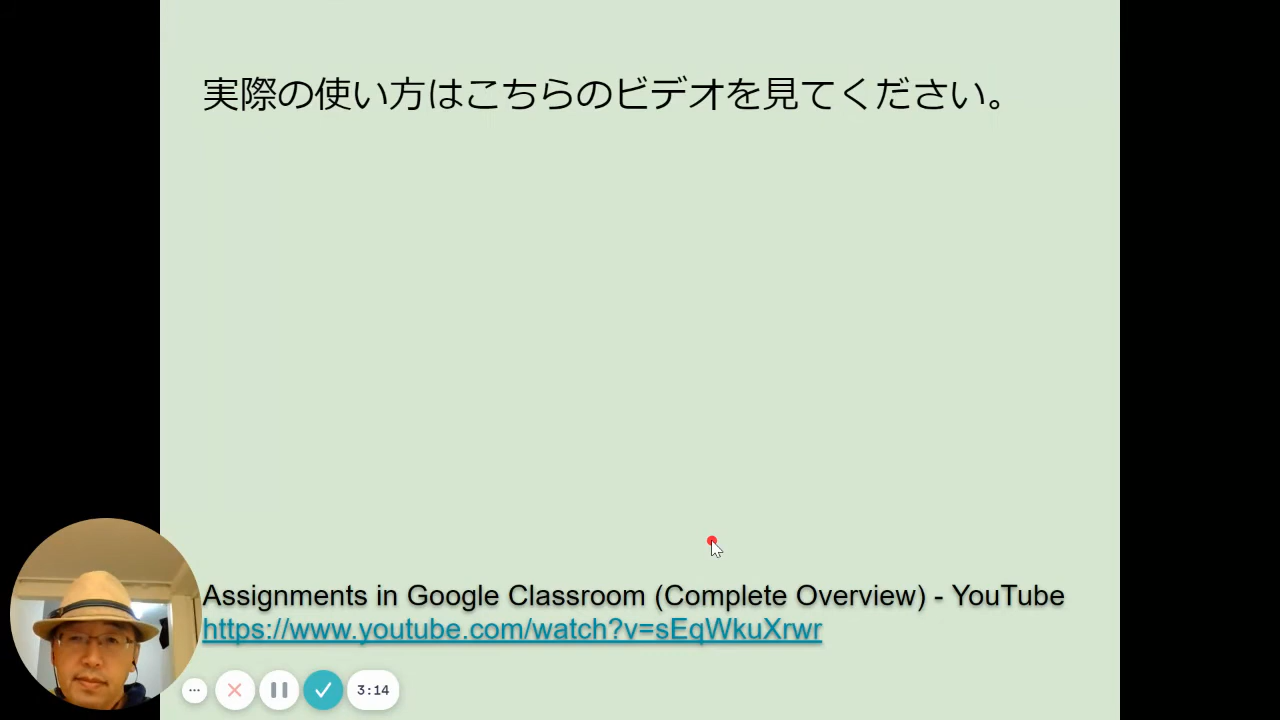 実際の使い方はこちらのビデオを見てください。
Assignments in Google Classroom (Complete Overview) - YouTube
https://www.youtube.com/watch?v=sEqWkuXrwr
3:14